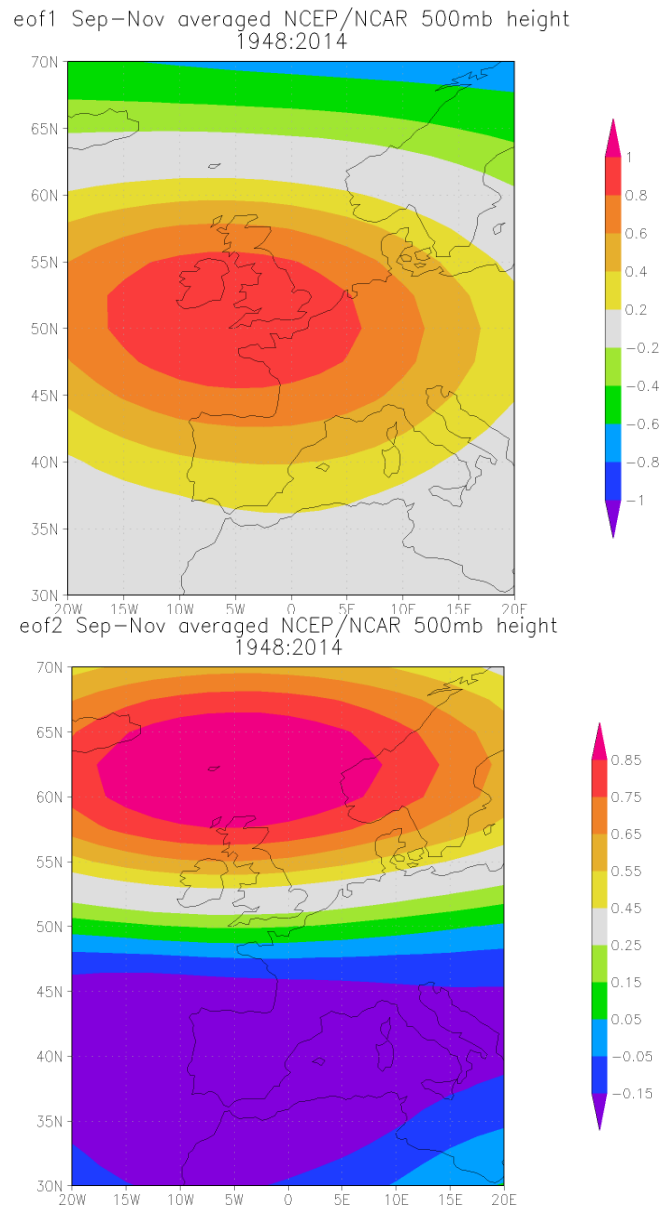 eof1 Sep-Nov averaged NCEP/NCAR 500mb height
1948:2014
70N
65N
60N
55N
50N
45N
40N
35N
30N
20W 15W 10W 5W 0 5E 10E 15E 20E
1
0.8
0.6
0.4
0.2
-0.2
-0.4
-0.6
-0.8
-1
eof2 Sep-Nov averaged NCEP/NCAR 500mb height
1948:2014
70N
65N
60N
55N
50N
45N
40N
35N
30N
20W 15W 10W 5W 0 5E 10E 15E 20E
0.85
0.75
0.65
0.55
0.45
0.25
0.15
0.05
-0.05
-0.15